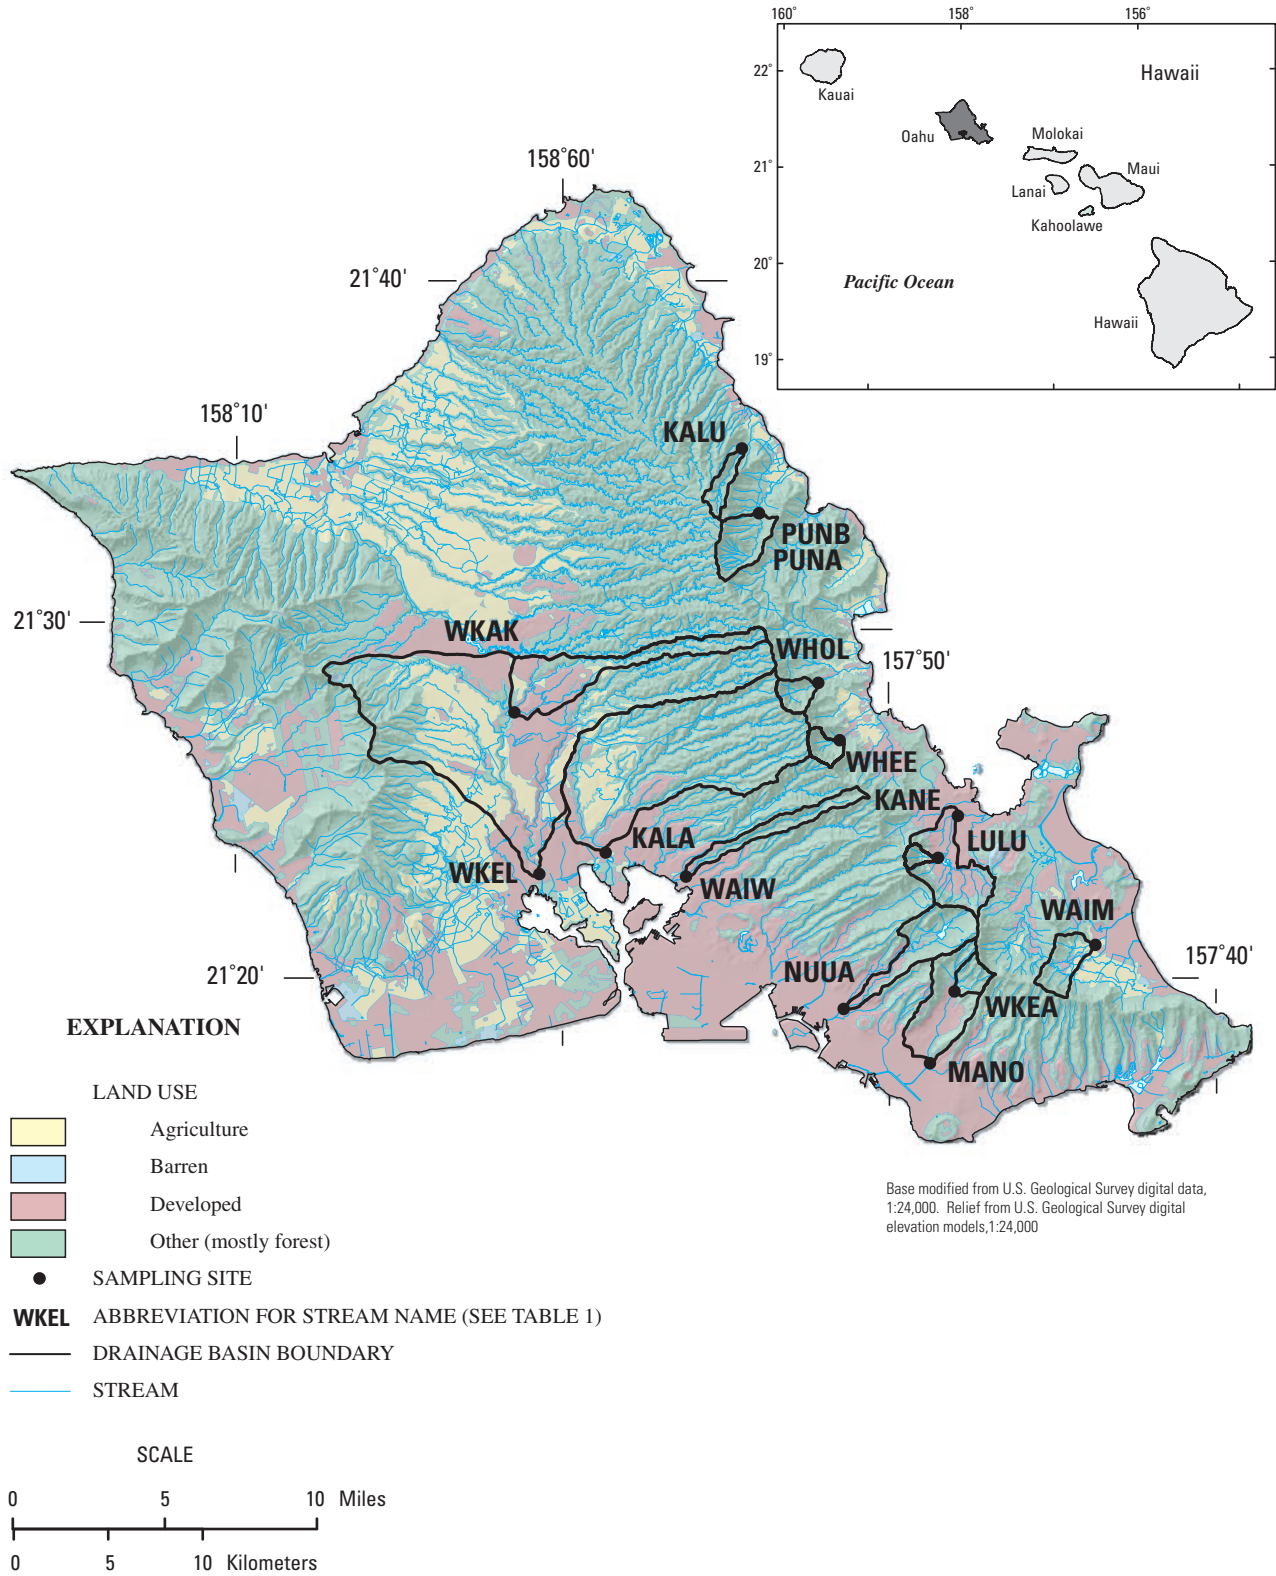 160˚ 158˚ 156˚
22˚
21˚
20˚
19˚
Hawaii
Kauai
Oahu
Molokai
Maui
Lanai
Kahoolawe
Pacific Ocean
Hawaii
158˚60'
21˚40'
158˚10'
KALU
PUNB
PUNA
21˚30'
WKAK
WHOL
157˚50'
WHEE
KANE
KALA
LULU
WKEL
WAIW
WAIM
NUUA
157˚40'
21˚20'
WKEA
MANO
EXPLANATION
LAND USE
Agriculture
Barren
Developed
Other (mostly forest)
SAMPLING SITE
WKEL ABBREVIATION FOR STREAM NAME (SEE TABLE 1)
DRAINAGE BASIN BOUNDARY
STREAM
Base modified from U.S. Geological Survey digital data,
1:24,000. Relief from U.S. Geological Survey digital
elevation models,1:24,000
SCALE
0 5 10 Miles
0 5 10 Kilometers